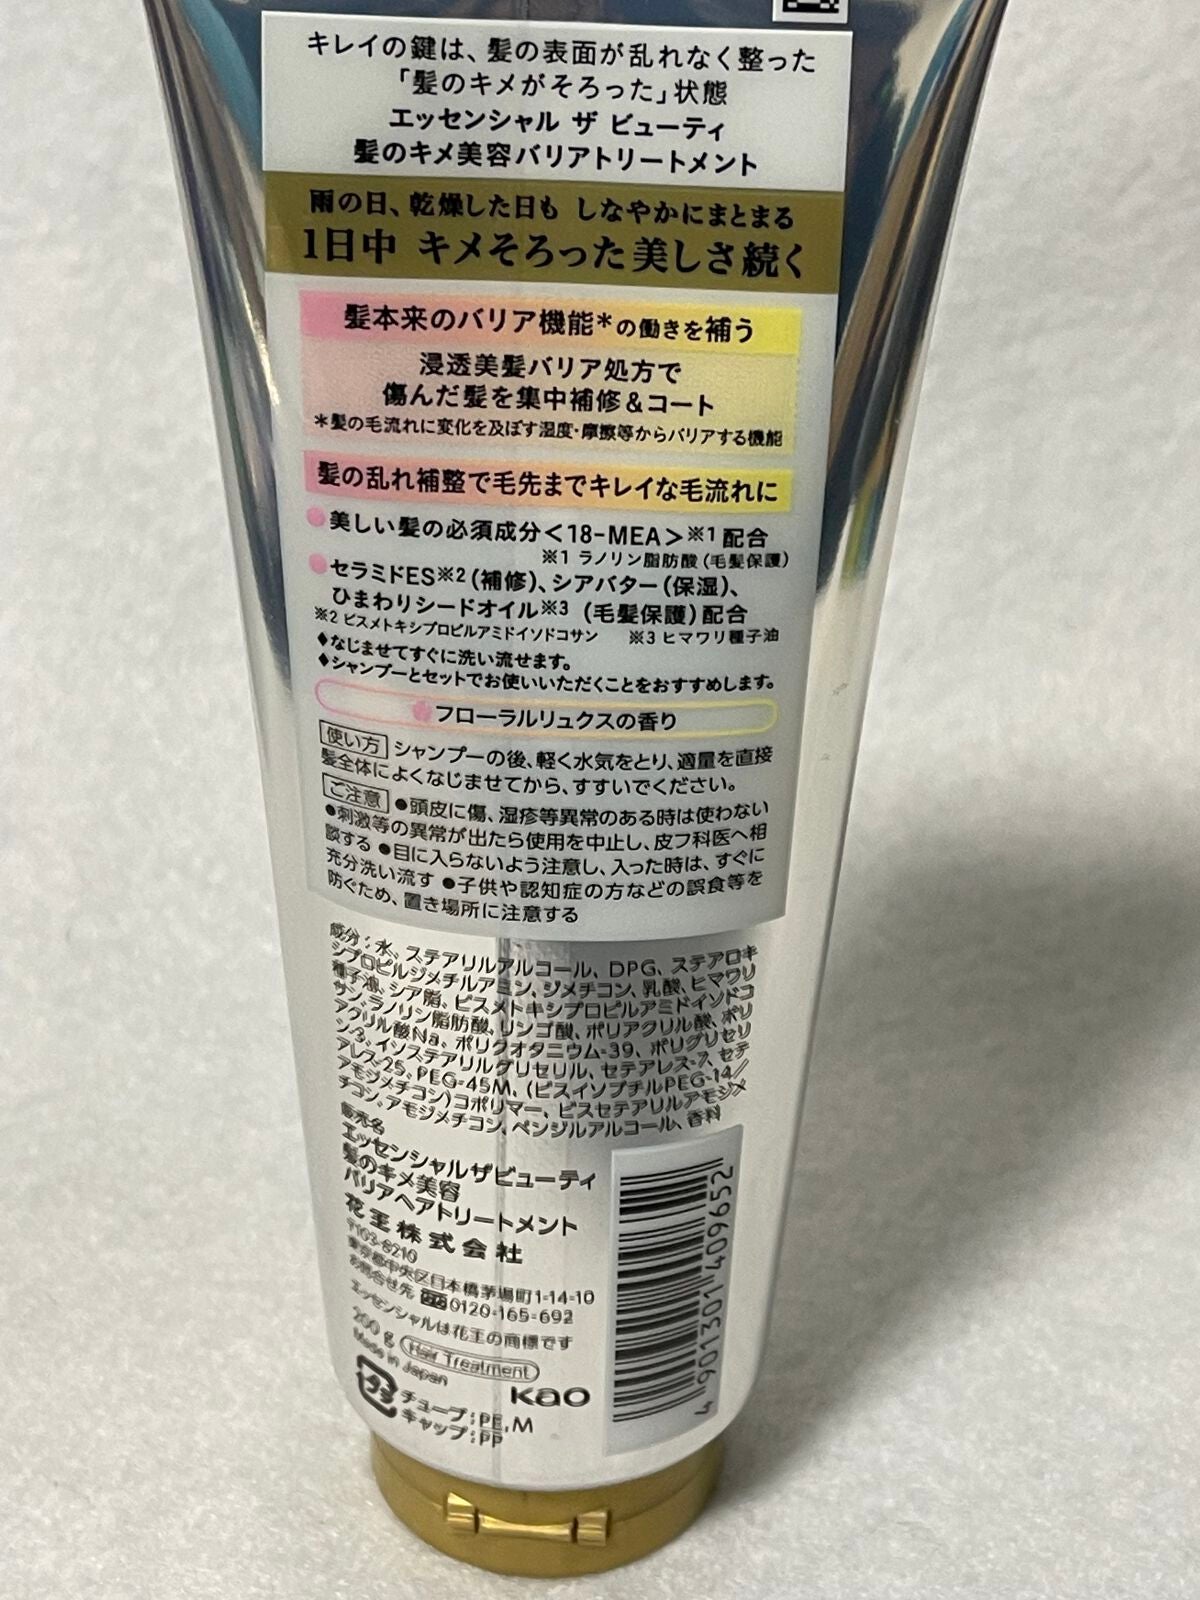 キレイの鍵は、髪の表面が乱れなく整った
「髪のキメがそろった」状態
エッセンシャル ザ ビューティ
髪のキメ美容バリアトリートメント
雨の日、乾燥した日も しなやかにまとまる
1日中 キメそろった美しさ続く
髪本来のバリア機能*の働きを補う
浸透美髪バリア処方で
傷んだ髪を集中補修&コート
*髪の毛流れに変化を及ぼす湿度・摩擦等からバリアする機能
髪の乱れ補整で毛先までキレイな毛流れに
●美しい髪の必須成分<18-MEA>※1配合
※1 ラノリン脂肪酸(毛髪保護)
●セラミドES※2(補修)、シアバター(保湿)、
ひまわりシードオイル※3(毛髪保護)配合
※2 ビスメトキシプロピルアミドイソドコサン ※3 ヒマワリ種子油
♦なじませてすぐに洗い流せます。
♦シャンプーとセットでお使いいただくことをおすすめします。
フローラルリュクスの香り
使い方 シャンプーの後、軽く水気をとり、適量を直接
髪全体によくなじませてから、すすいでください。
ご注意 ●頭皮に傷、湿疹等異常のある時は使わない
●刺激等の異常が出たら使用を中止し、皮フ科医へ相
談する ●目に入らないよう注意し、入った時は、すぐに
充分洗い流す ●子供や認知症の方などの誤食等を
防ぐため、置き場所に注意する
成分:水、ステアリルアルコール、DPG、ステアロキ
シプロピルジメチルアミン、ジメチコン、乳酸、ヒマワリ
種子油、シア脂、ビスメトキシプロピルアミドイソドコ
サン、ラノリン脂肪酸、リンゴ酸、ポリアクリル酸、ポリ
アクリル酸Na、ポリクオタニウム-39、ポリグリセリ
ン-3、イソステアリルグリセリル、セテアレス-7、セテ
アレス-25、PEG-45M、(ビスイソブチルPEG-14/
アモジメチコン)コポリマー、ビスセテアリルアモジメ
チコン、アモジメチコン、ベンジルアルコール、香料
販売名
エッセンシャルザビューティ
髪のキメ美容
バリアヘアトリートメント
花王株式会社
〒103-8210
東京都中央区日本橋茅場町1-14-10
お問合せ先 0120-165-692
エッセンシャルは花王の商標です
200g Hair Treatment
Made in Japan
Kao
プラ
チューブ:PE,M
キャップ:PP
4 901301 409652